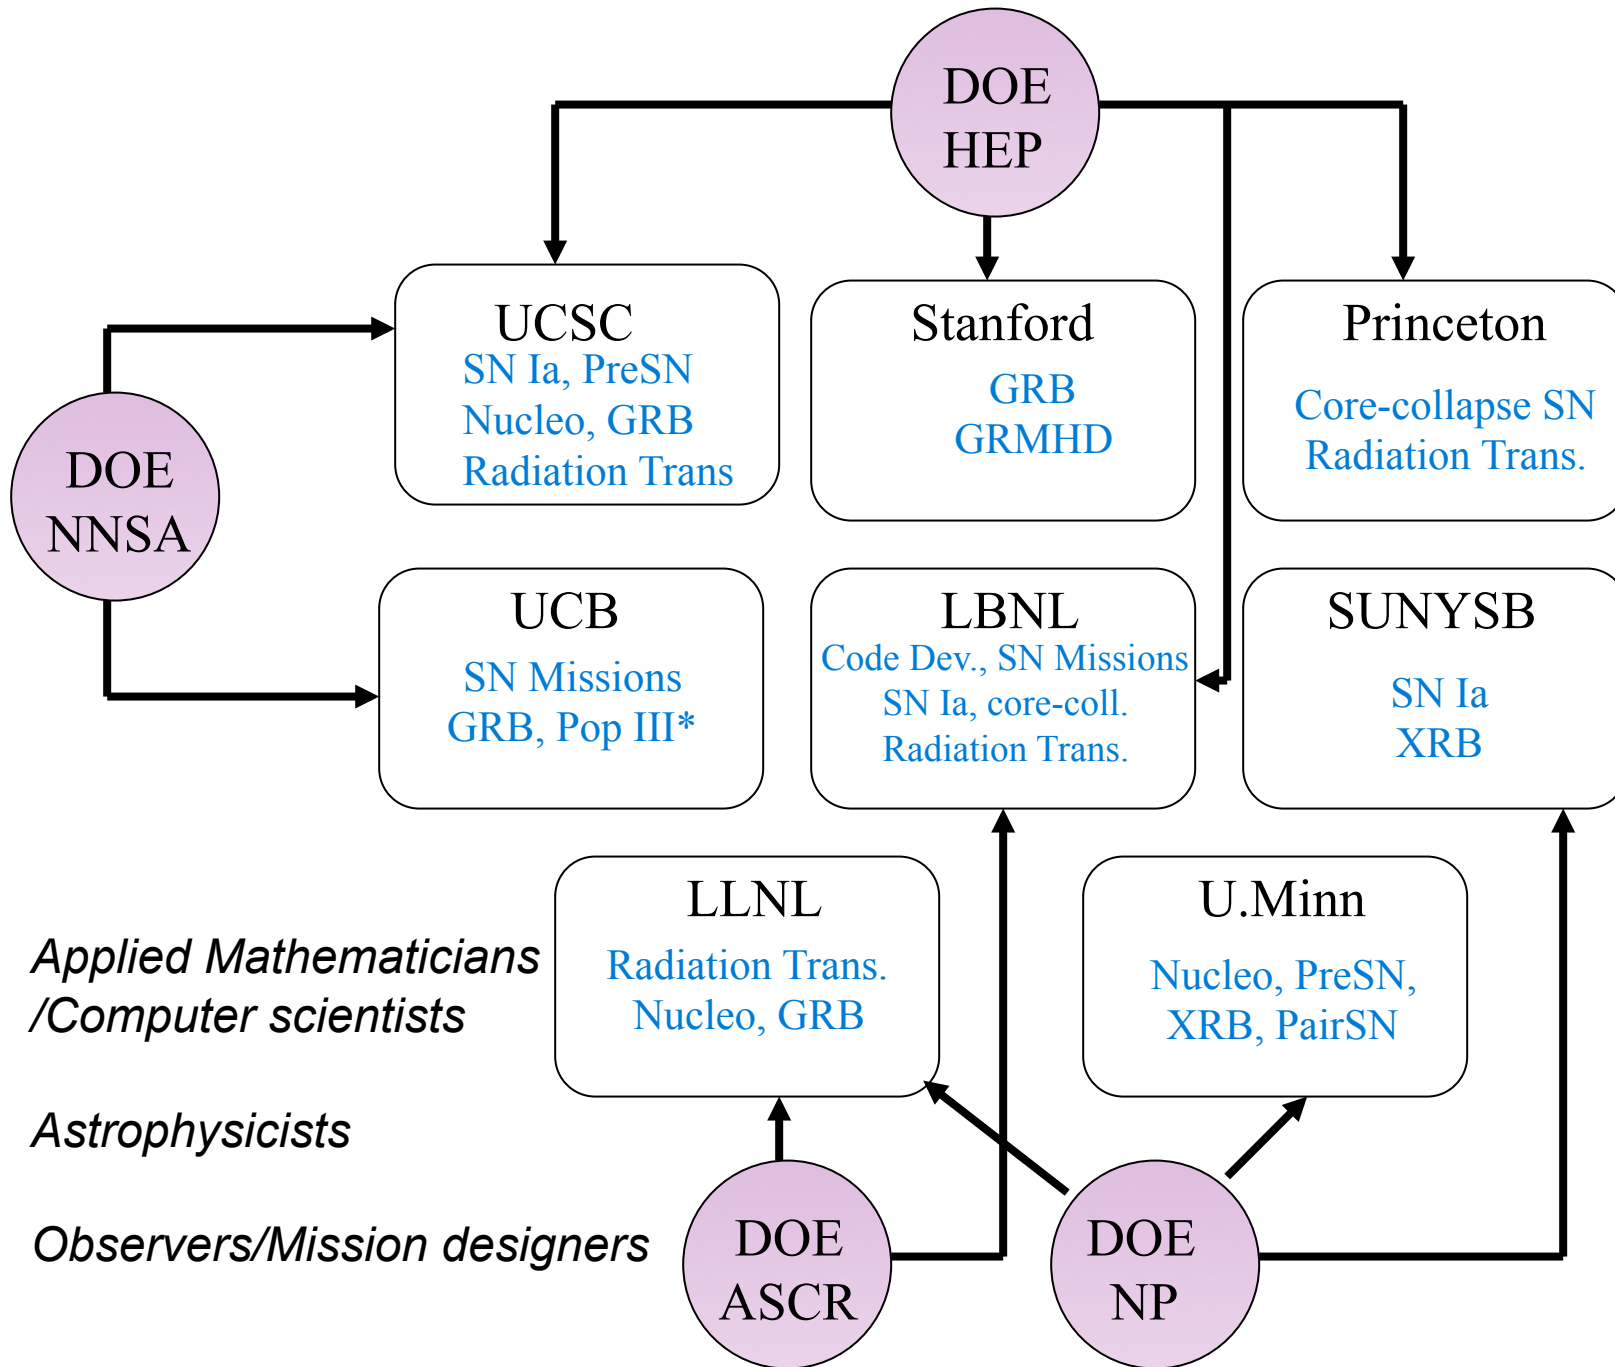 DOE
HEP
UCSC
SN Ia, PreSN
Nucleo, GRB
Radiation Trans
Stanford
GRB
GRMHD
Princeton
Core-collapse SN
Radiation Trans.
DOE
NNSA
UCB
SN Missions
GRB, Pop III*
LBNL
Code Dev., SN Missions
SN Ia, core-coll.
Radiation Trans.
SUNYSB
SN Ia
XRB
LLNL
Radiation Trans.
Nucleo, GRB
U.Minn
Nucleo, PreSN,
XRB, PairSN
Applied Mathematicians
/Computer scientists
Astrophysicists
Observers/Mission designers
DOE
ASCR
DOE
NP